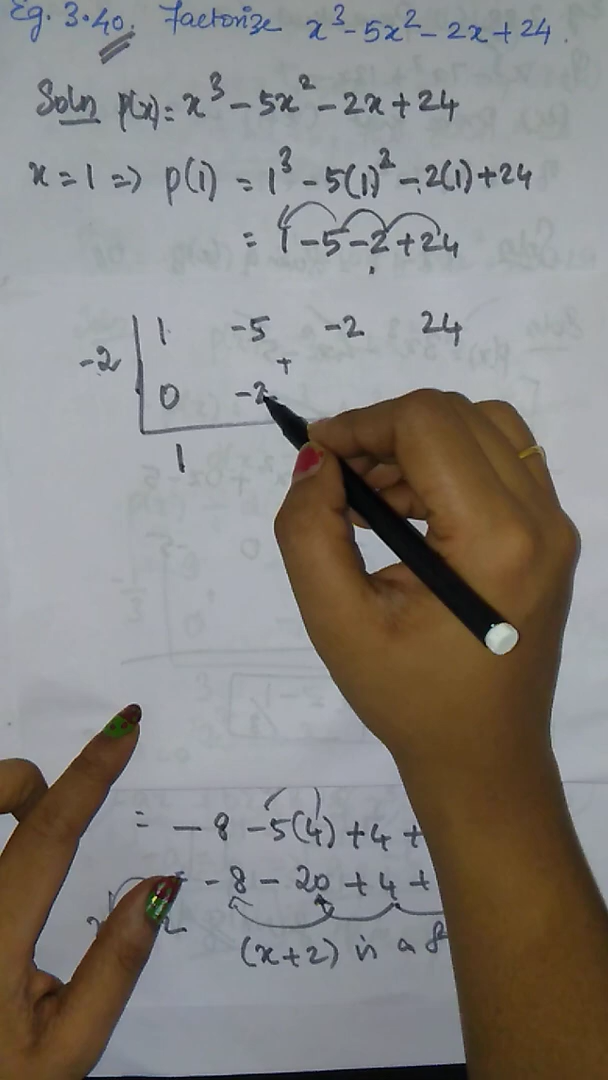 Eg. 3.40. Factorize x³-5x²-2x+24.
Soln p(x) = x³-5x²-2x+24
x=1 => p(1) = 1³-5(1)²-2(1)+24
= 1-5-2+24
-2 | 1 -5 -2 24
+
0 -2
1
= -8-5(4)+4+
= -8-20+4+
(x+2) is a